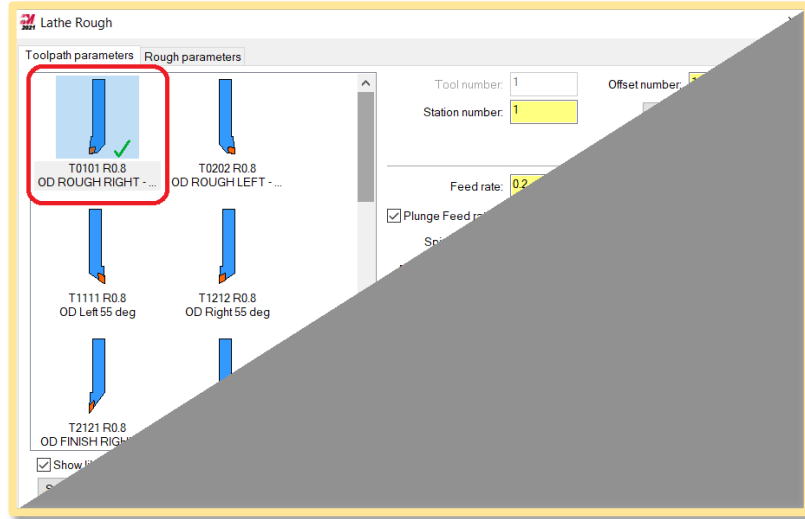 2021 Lathe Rough
Toolpath parameters Rough parameters
Tool number: 1 Offset number:
Station number: 1
T0101 R0.8 T0202 R0.8
OD ROUGH RIGHT - ... OD ROUGH LEFT - ...
Feed rate: 0.2
Plunge Feed
T1111 R0.8 T1212 R0.8
OD Left 55 deg OD Right 55 deg
T2121 R0.8
OD FINISH
Show